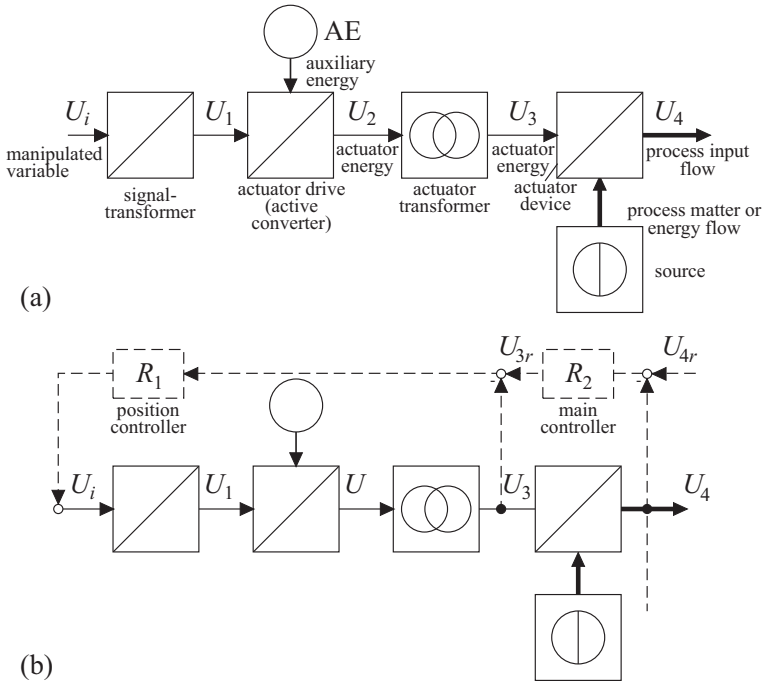 AE
auxiliary
energy
U_i
U_1
U_2
U_3
U_4
manipulated
variable
actuator
energy
actuator
energy
process input
flow
signal-
transformer
actuator drive
(active
converter)
actuator
transformer
actuator
device
process matter or
energy flow
source
(a)
R_1
position
controller
U_3r
-
R_2
main
controller
U_4r
-
U_i
U_1
U
U_3
U_4
(b)